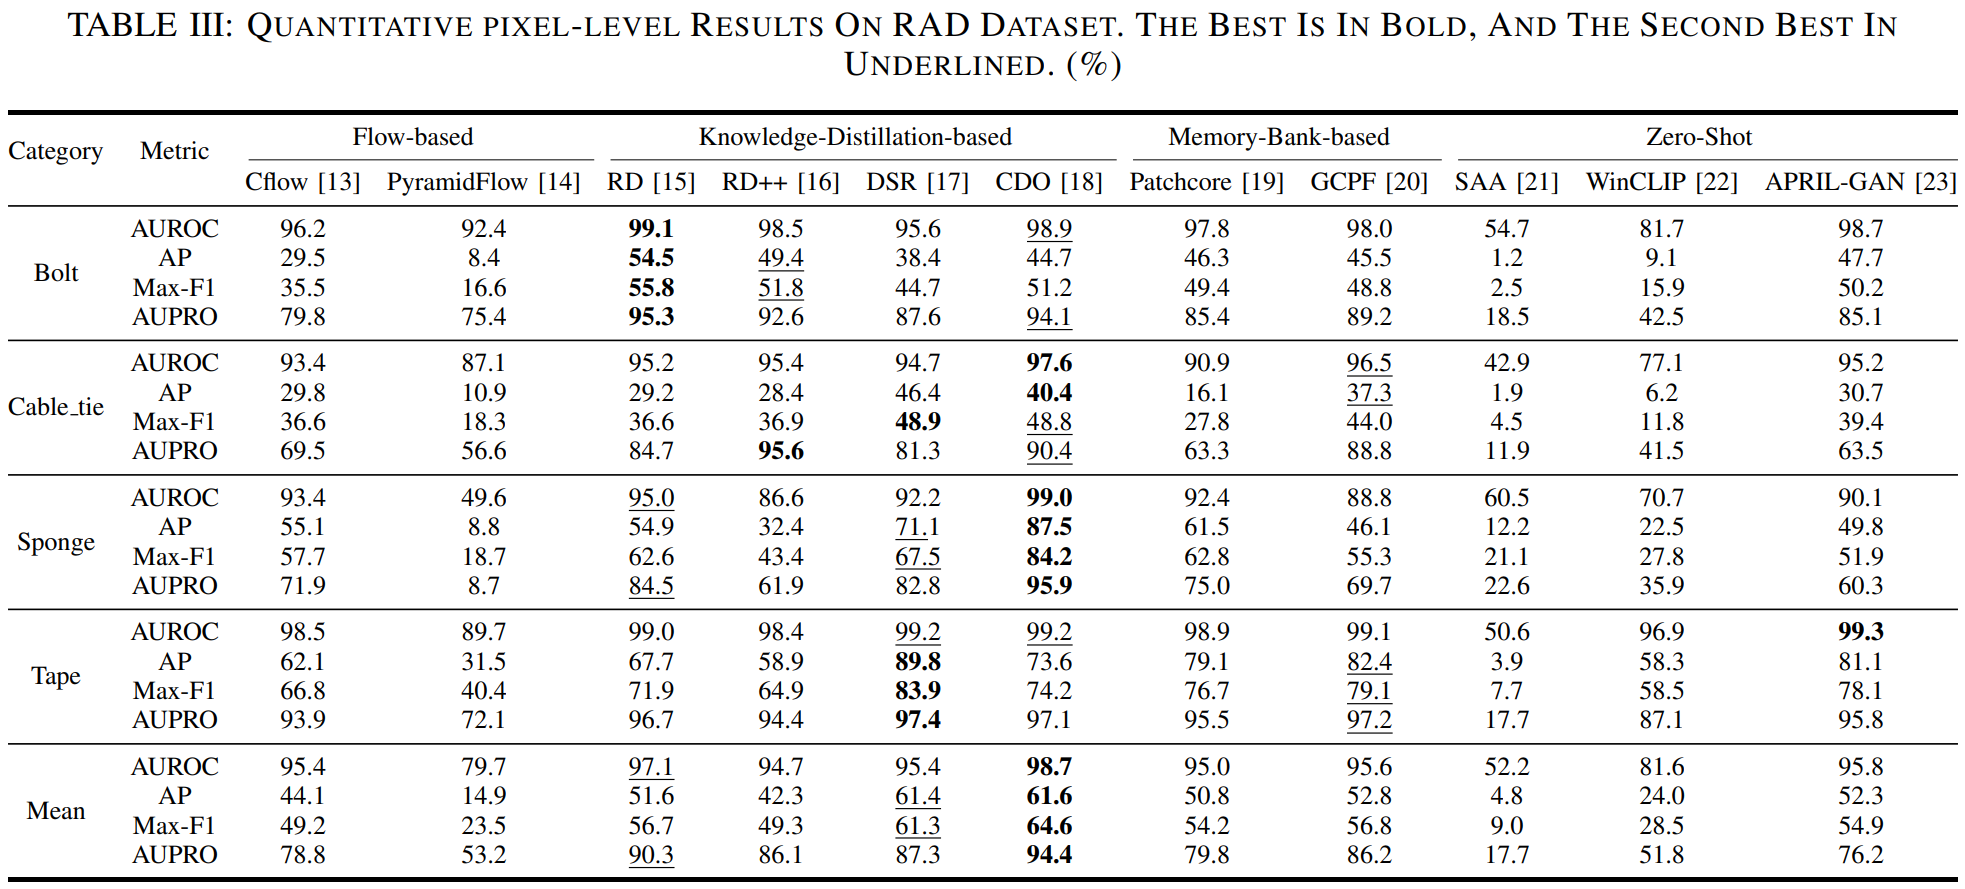 TABLE III: QUANTITATIVE PIXEL-LEVEL RESULTS ON RAD DATASET. THE BEST IS IN BOLD, AND THE SECOND BEST IN
UNDERLINED. (%)
Category Metric Flow-based Knowledge-Distillation-based Memory-Bank-based Zero-Shot
Cflow [13] PyramidFlow [14] RD [15] RD++ [16] DSR [17] CDO [18] Patchcore [19] GCPF [20] SAA [21] WinCLIP [22] APRIL-GAN [23]
Bolt
AUROC 96.2 92.4 99.1 98.5 95.6 98.9 97.8 98.0 54.7 81.7 98.7
AP 29.5 8.4 54.5 49.4 38.4 44.7 46.3 45.5 1.2 9.1 47.7
Max-F1 35.5 16.6 55.8 51.8 44.7 51.2 49.4 48.8 2.5 15.9 50.2
AUPRO 79.8 75.4 95.3 92.6 87.6 94.1 85.4 89.2 18.5 42.5 85.1
Cable_tie
AUROC 93.4 87.1 95.2 95.4 94.7 97.6 90.9 96.5 42.9 77.1 95.2
AP 29.8 10.9 29.2 28.4 46.4 40.4 16.1 37.3 1.9 6.2 30.7
Max-F1 36.6 18.3 36.6 36.9 48.9 48.8 27.8 44.0 4.5 11.8 39.4
AUPRO 69.5 56.6 84.7 95.6 81.3 90.4 63.3 88.8 11.9 41.5 63.5
Sponge
AUROC 93.4 49.6 95.0 86.6 92.2 99.0 92.4 88.8 60.5 70.7 90.1
AP 55.1 8.8 54.9 32.4 71.1 87.5 61.5 46.1 12.2 22.5 49.8
Max-F1 57.7 18.7 62.6 43.4 67.5 84.2 62.8 55.3 21.1 27.8 51.9
AUPRO 71.9 8.7 84.5 61.9 82.8 95.9 75.0 69.7 22.6 35.9 60.3
Tape
AUROC 98.5 89.7 99.0 98.4 99.2 99.2 98.9 99.1 50.6 96.9 99.3
AP 62.1 31.5 67.7 58.9 89.8 73.6 79.1 82.4 3.9 58.3 81.1
Max-F1 66.8 40.4 71.9 64.9 83.9 74.2 76.7 79.1 7.7 58.5 78.1
AUPRO 93.9 72.1 96.7 94.4 97.4 97.1 95.5 97.2 17.7 87.1 95.8
Mean
AUROC 95.4 79.7 97.1 94.7 95.4 98.7 95.0 95.6 52.2 81.6 95.8
AP 44.1 14.9 51.6 42.3 61.4 61.6 50.8 52.8 4.8 24.0 52.3
Max-F1 49.2 23.5 56.7 49.3 61.3 64.6 54.2 56.8 9.0 28.5 54.9
AUPRO 78.8 53.2 90.3 86.1 87.3 94.4 79.8 86.2 17.7 51.8 76.2